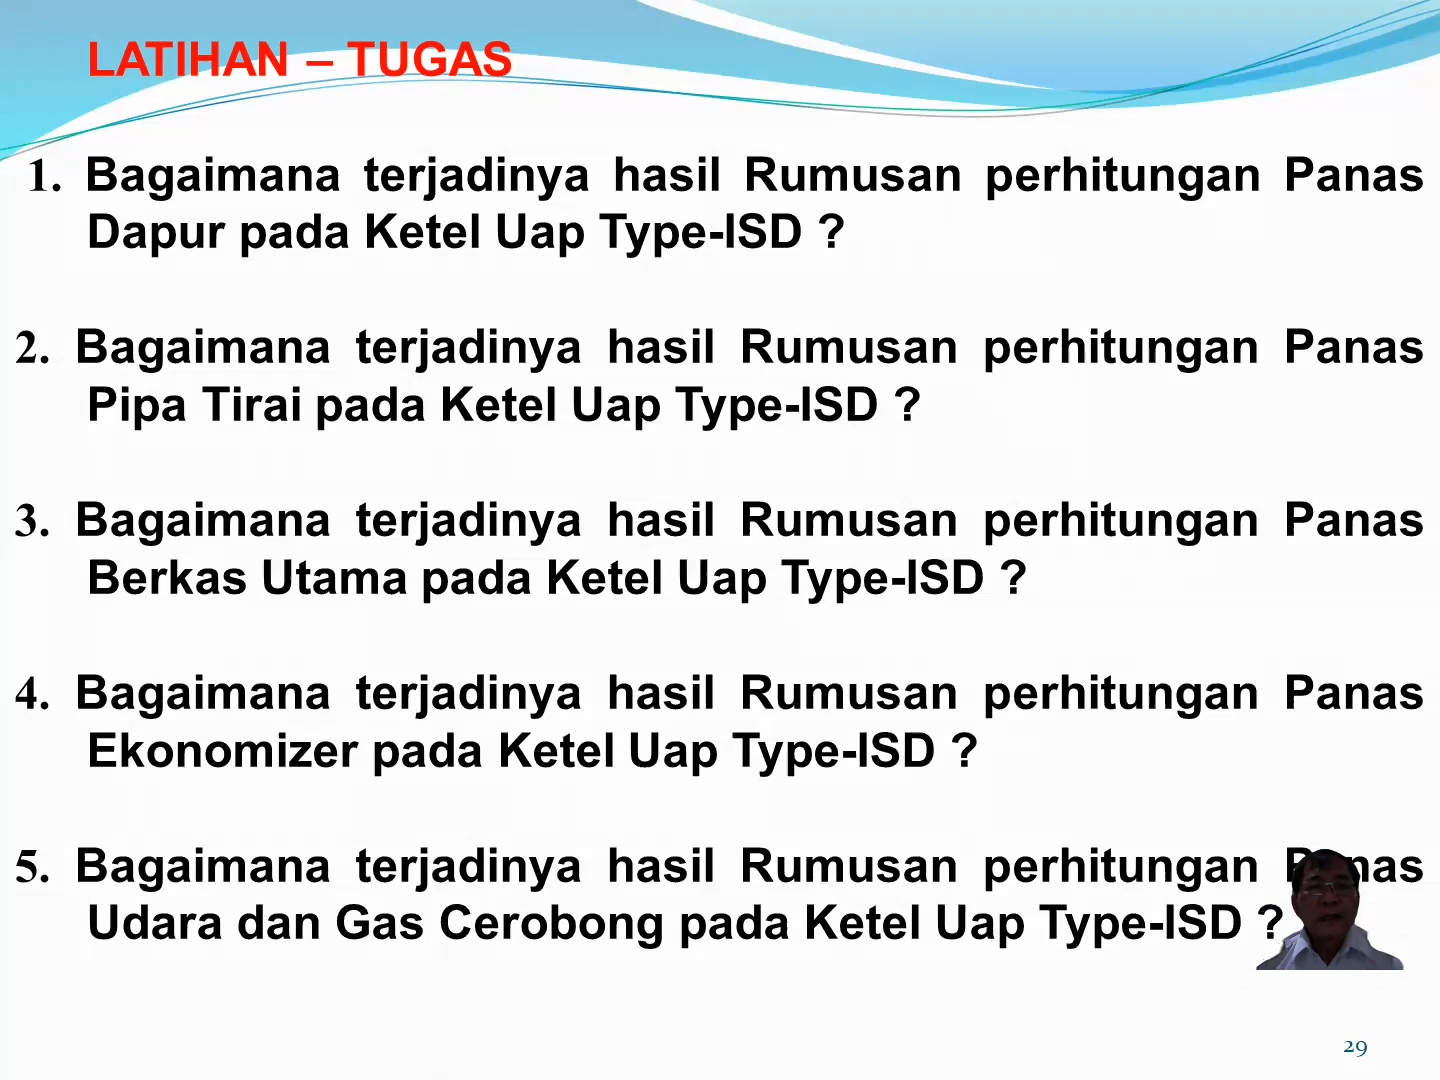 LATIHAN – TUGAS
1. Bagaimana terjadinya hasil Rumusan perhitungan Panas
Dapur pada Ketel Uap Type-ISD ?
2. Bagaimana terjadinya hasil Rumusan perhitungan Panas
Pipa Tirai pada Ketel Uap Type-ISD ?
3. Bagaimana terjadinya hasil Rumusan perhitungan Panas
Berkas Utama pada Ketel Uap Type-ISD ?
4. Bagaimana terjadinya hasil Rumusan perhitungan Panas
Ekonomizer pada Ketel Uap Type-ISD ?
5. Bagaimana terjadinya hasil Rumusan perhitungan Panas
Udara dan Gas Cerobong pada Ketel Uap Type-ISD ?
29